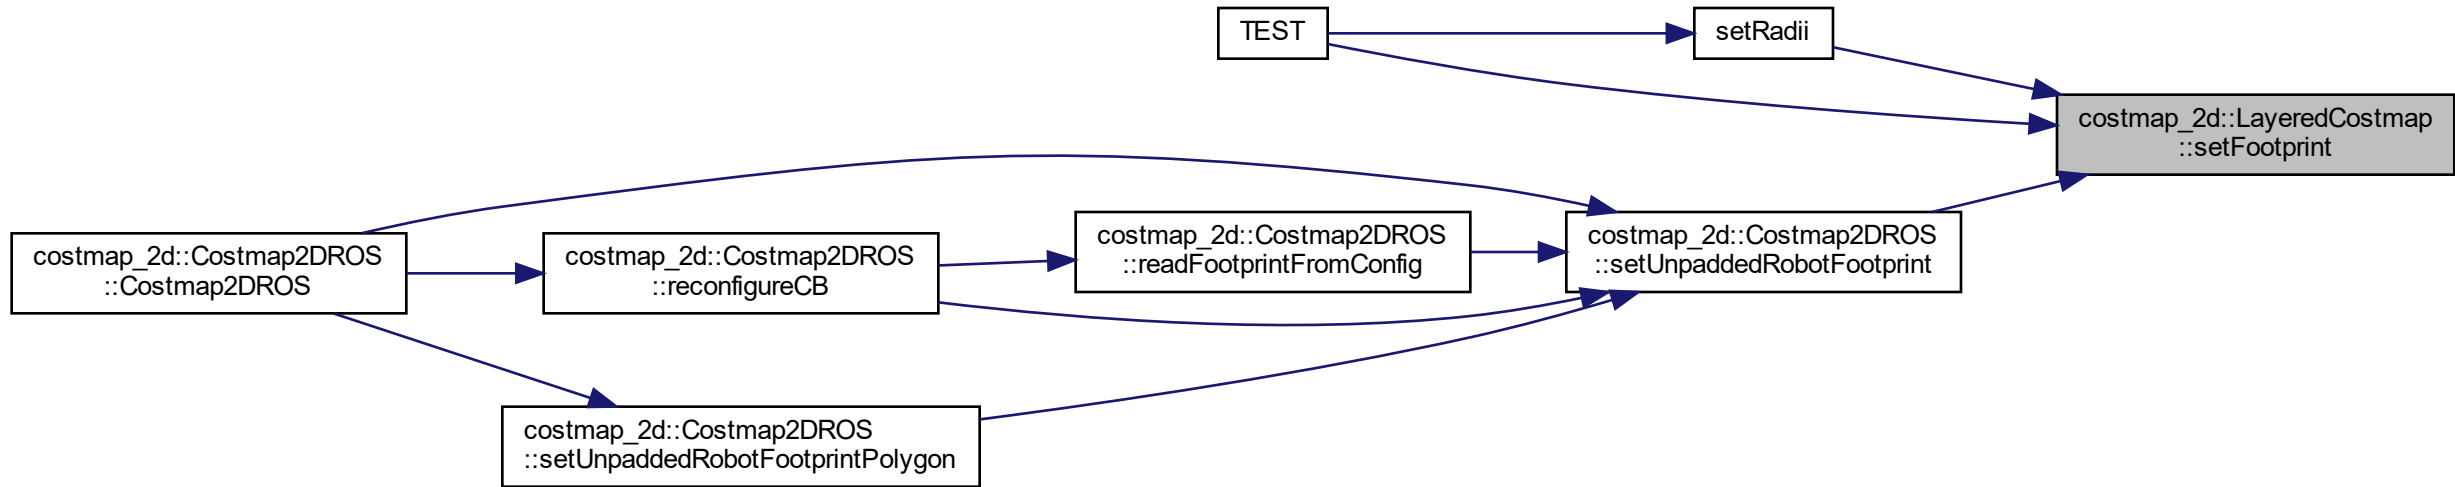 TEST
setRadii
costmap_2d::LayeredCostmap
::setFootprint
costmap_2d::Costmap2DROS
::Costmap2DROS
costmap_2d::Costmap2DROS
::reconfigureCB
costmap_2d::Costmap2DROS
::readFootprintFromConfig
costmap_2d::Costmap2DROS
::setUnpaddedRobotFootprint
costmap_2d::Costmap2DROS
::setUnpaddedRobotFootprintPolygon